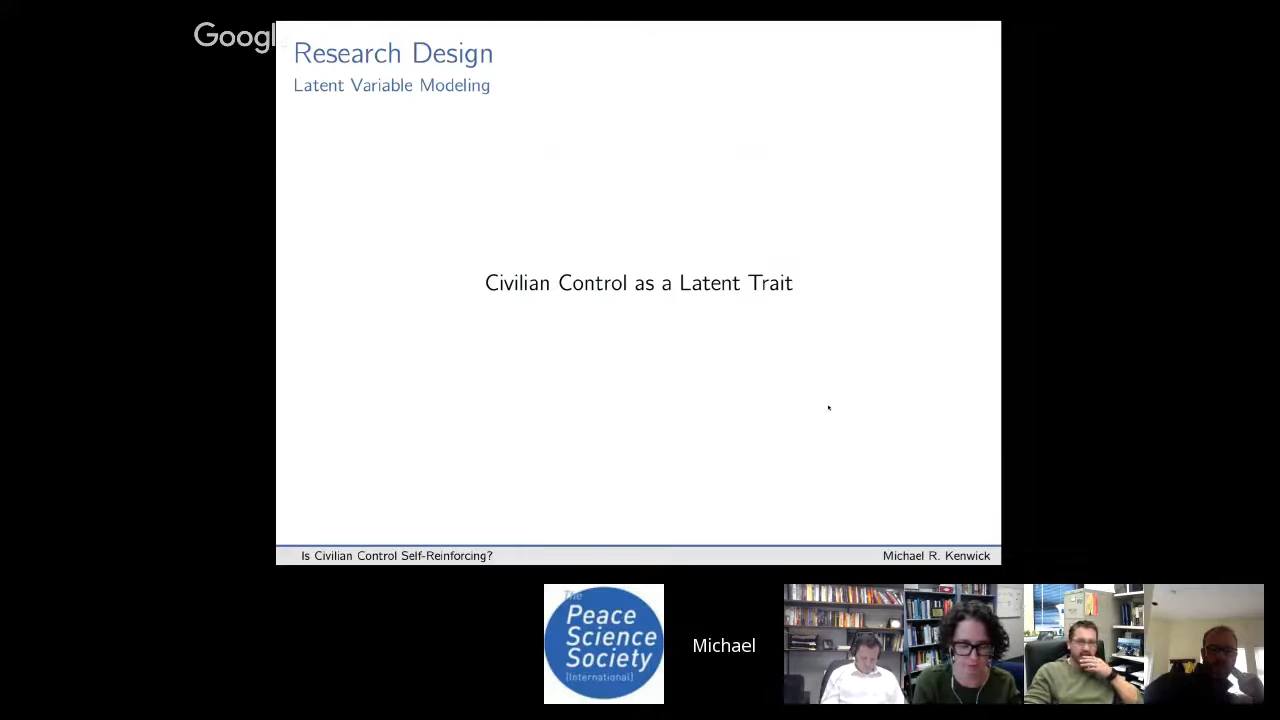 Google
Research Design
Latent Variable Modeling
Civilian Control as a Latent Trait
Is Civilian Control Self-Reinforcing?
Michael R. Kenwick
The
Peace
Science
Society
[International]
Michael